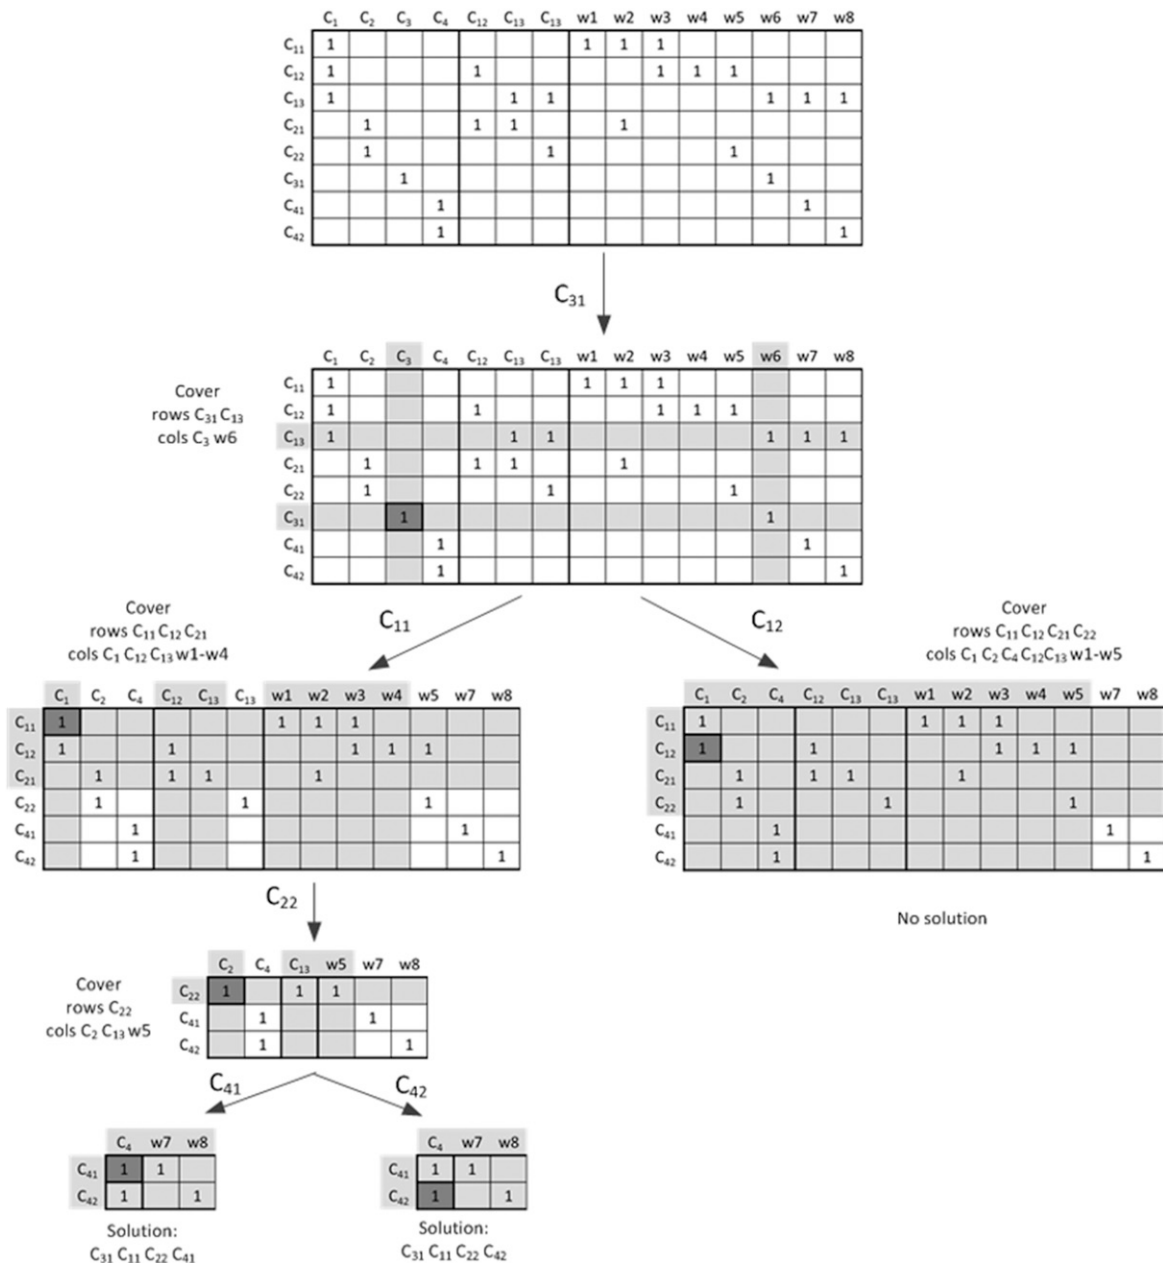 C₁ C₂ C₃ C₄ C₁₂ C₁₃ C₁₃ w1 w2 w3 w4 w5 w6 w7 w8
C₁₁ 1 1 1 1
C₁₂ 1 1 1 1 1
C₁₃ 1 1 1 1 1 1
C₂₁ 1 1 1 1
C₂₂ 1 1 1
C₃₁ 1 1
C₄₁ 1 1
C₄₂ 1 1
C₃₁
C₁ C₂ C₃ C₄ C₁₂ C₁₃ C₁₃ w1 w2 w3 w4 w5 w6 w7 w8
Cover
rows C₃₁ C₁₃
cols C₃ w6
C₁₁ 1 1 1 1
C₁₂ 1 1 1 1 1
C₁₃ 1 1 1 1 1 1
C₂₁ 1 1 1 1
C₂₂ 1 1 1
C₃₁ 1 1
C₄₁ 1 1
C₄₂ 1 1
Cover
rows C₁₁ C₁₂ C₂₁
cols C₁ C₁₂ C₁₃ w1-w4
C₁₁
C₁₂
Cover
rows C₁₁ C₁₂ C₂₁ C₂₂
cols C₁ C₂ C₄ C₁₂C₁₃ w1-w5
C₁ C₂ C₄ C₁₂ C₁₃ C₁₃ w1 w2 w3 w4 w5 w7 w8
C₁₁ 1 1 1 1
C₁₂ 1 1 1 1 1
C₂₁ 1 1 1 1
C₂₂ 1 1 1
C₄₁ 1 1
C₄₂ 1 1
C₁ C₂ C₄ C₁₂ C₁₃ C₁₃ w1 w2 w3 w4 w5 w7 w8
C₁₁ 1 1 1 1
C₁₂ 1 1 1 1 1
C₂₁ 1 1 1 1
C₂₂ 1 1 1
C₄₁ 1 1
C₄₂ 1 1
No solution
C₂₂
Cover
rows C₂₂
cols C₂ C₁₃ w5
C₂ C₄ C₁₃ w5 w7 w8
C₂₂ 1 1 1
C₄₁ 1 1
C₄₂ 1 1
C₄₁
C₄₂
C₄ w7 w8
C₄₁ 1 1
C₄₂ 1 1
Solution:
C₃₁ C₁₁ C₂₂ C₄₁
C₄ w7 w8
C₄₁ 1 1
C₄₂ 1 1
Solution:
C₃₁ C₁₁ C₂₂ C₄₂